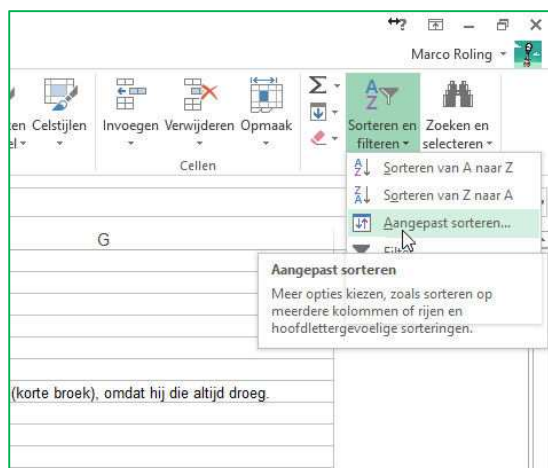 Marco Roling
en Celstijlen Invoegen Verwijderen Opmaak Sorteren en Zoeken en
el filteren selecteren
Cellen
Sorteren van A naar Z
Sorteren van Z naar A
Aangepast sorteren...
G
Aangepast sorteren
Meer opties kiezen, zoals sorteren op
meerdere kolommen of rijen en
hoofdlettergevoelige sorteringen.
(korte broek), omdat hij die altijd droeg.